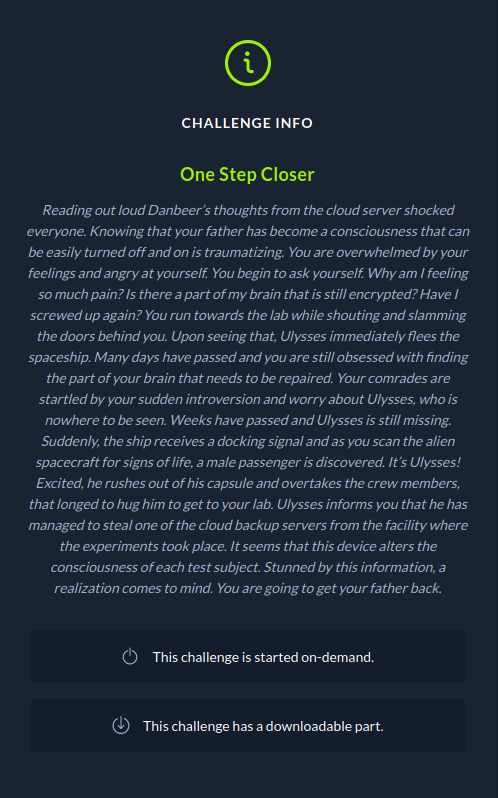 CHALLENGE INFO
One Step Closer
Reading out loud Danbeer's thoughts from the cloud server shocked
everyone. Knowing that your father has become a consciousness that can
be easily turned off and on is traumatizing. You are overwhelmed by your
feelings and angry at yourself. You begin to ask yourself. Why am I feeling
so much pain? Is there a part of my brain that is still encrypted? Have I
screwed up again? You run towards the lab while shouting and slamming
the doors behind you. Upon seeing that, Ulysses immediately flees the
spaceship. Many days have passed and you are still obsessed with finding
the part of your brain that needs to be repaired. Your comrades are
startled by your sudden introversion and worry about Ulysses, who is
nowhere to be seen. Weeks have passed and Ulysses is still missing.
Suddenly, the ship receives a docking signal and as you scan the alien
spacecraft for signs of life, a male passenger is discovered. It's Ulysses!
Excited, he rushes out of his capsule and overtakes the crew members,
that longed to hug him to get to your lab. Ulysses informs you that he has
managed to steal one of the cloud backup servers from the facility where
the experiments took place. It seems that this device alters the
consciousness of each test subject. Stunned by this information, a
realization comes to mind. You are going to get your father back.
This challenge is started on-demand.
This challenge has a downloadable part.